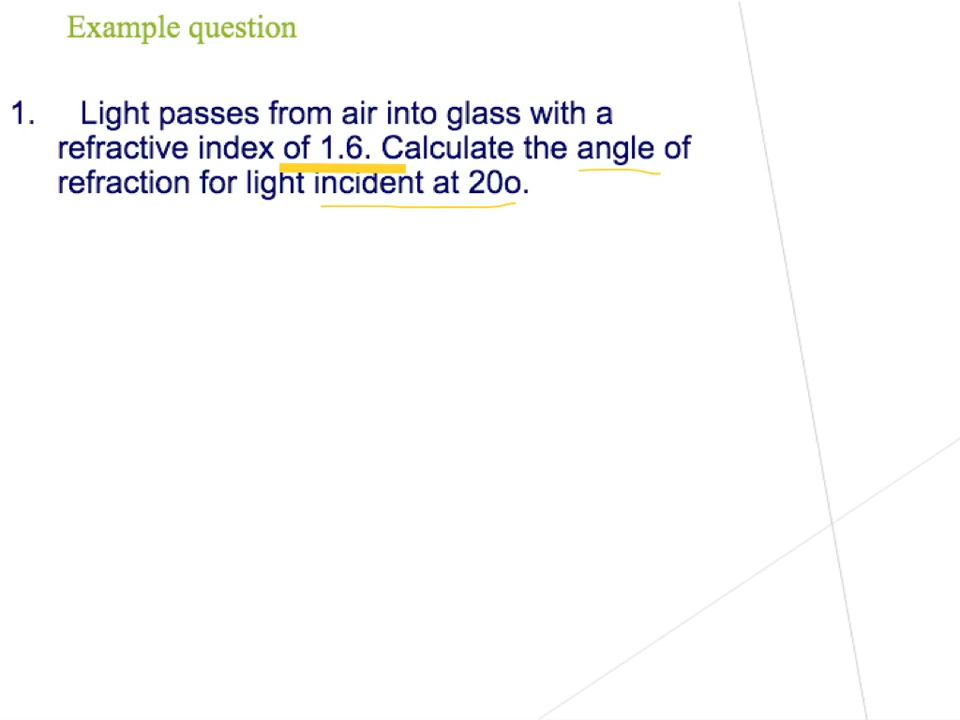 Example question
1. Light passes from air into glass with a
refractive index of 1.6. Calculate the angle of
refraction for light incident at 20o.